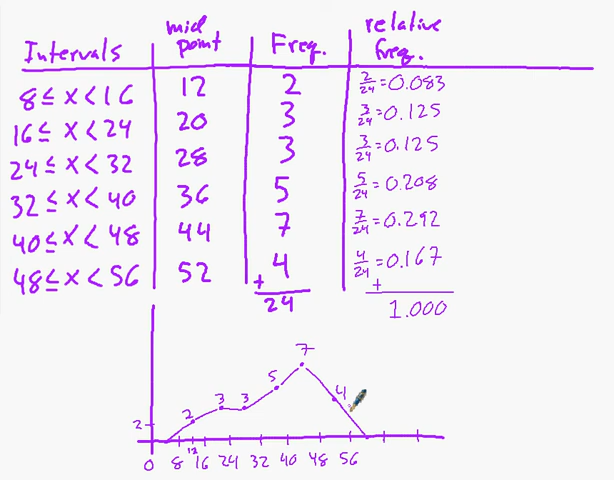 Intervals mid point Freq. relative freq.
8 ≤ x < 16 12 2 2/24 = 0.083
16 ≤ x < 24 20 3 3/24 = 0.125
24 ≤ x < 32 28 3 3/24 = 0.125
32 ≤ x < 40 36 5 5/24 = 0.208
40 ≤ x < 48 44 7 7/24 = 0.292
48 ≤ x < 56 52 4 4/24 = 0.167
+ +
24 1.000
7
5
4
3 3
2
2
12
0 8 16 24 32 40 48 56